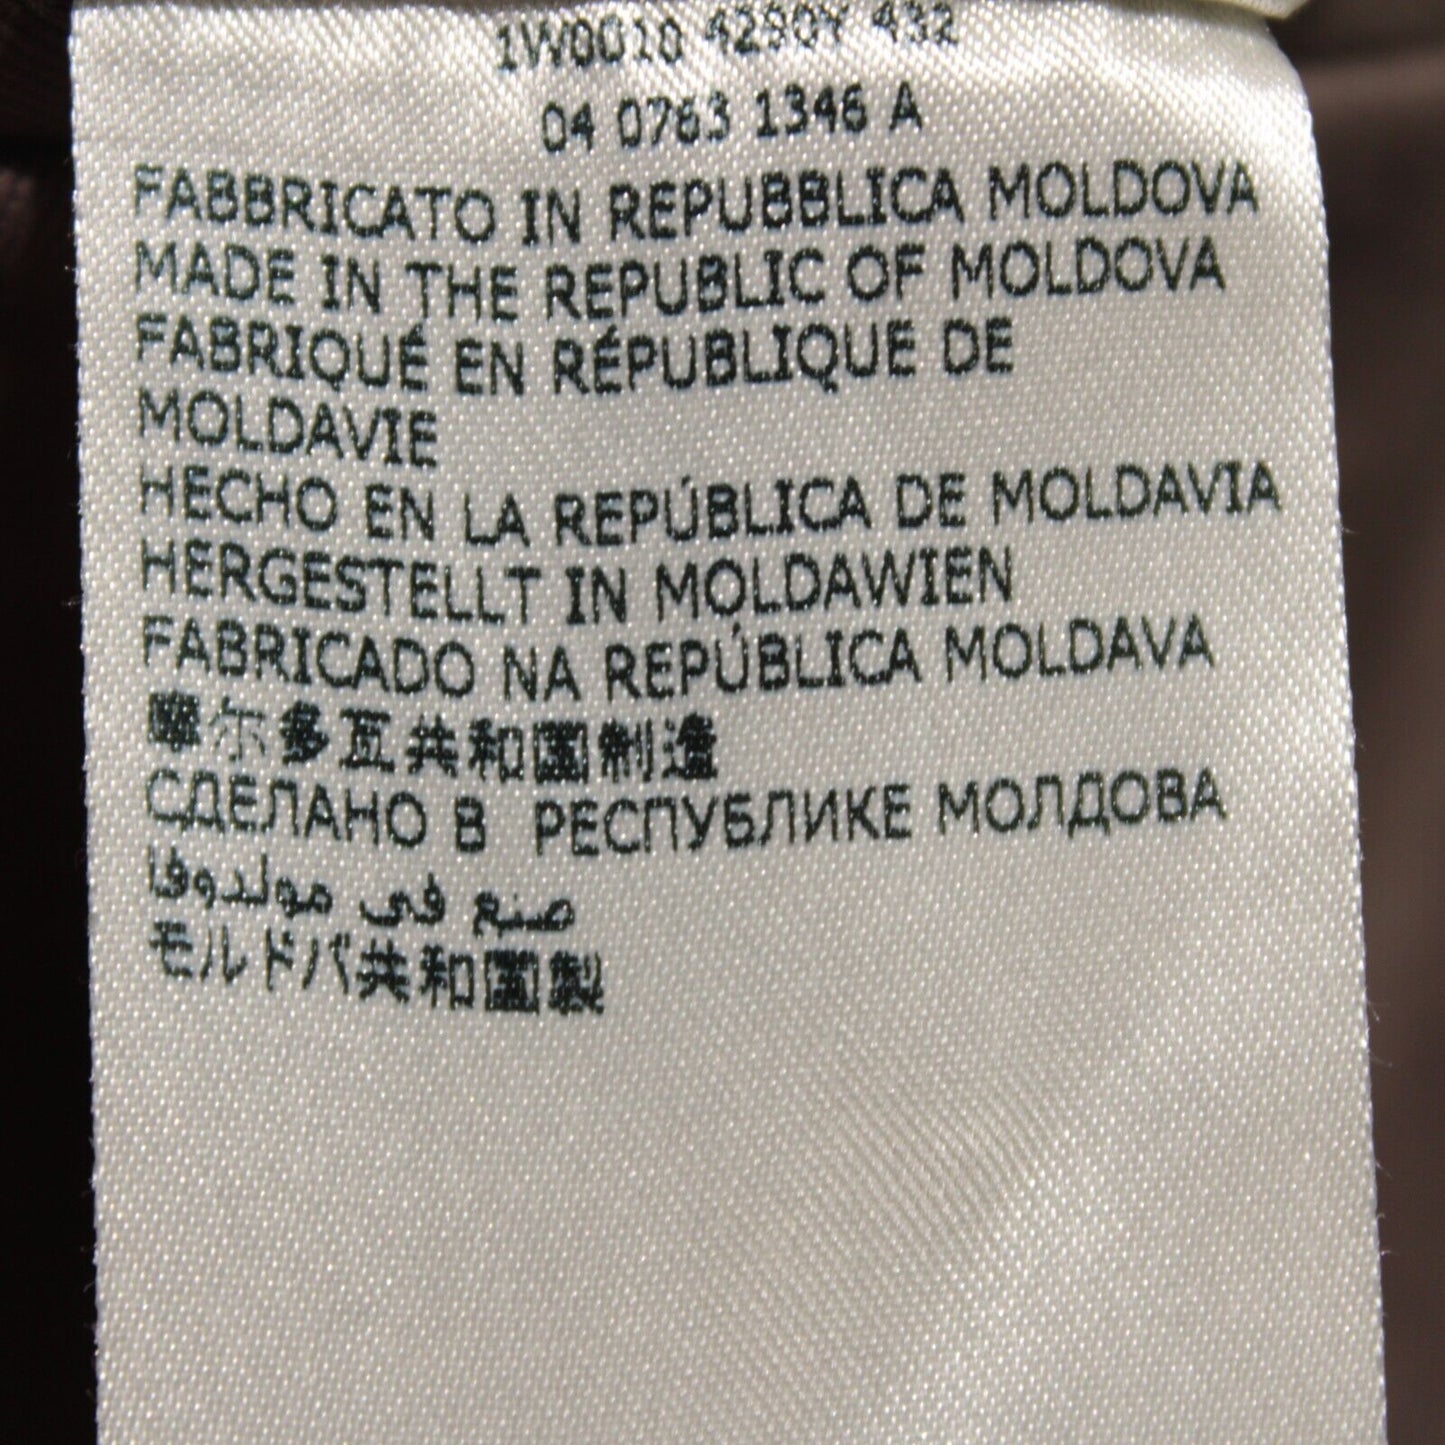 1W0010 4290Y 432
04 0763 1346 A
FABBRICATO IN REPUBBLICA MOLDOVA
MADE IN THE REPUBLIC OF MOLDOVA
FABRIQUÉ EN RÉPUBLIQUE DE
MOLDAVIE
HECHO EN LA REPÚBLICA DE MOLDAVIA
HERGESTELLT IN MOLDAWIEN
FABRICADO NA REPÚBLICA MOLDAVA
摩尔多瓦共和国制造
СДЕЛАНО В РЕСПУБЛИКЕ МОЛДОВА
صنع في مولدوفا
モルドバ共和国製